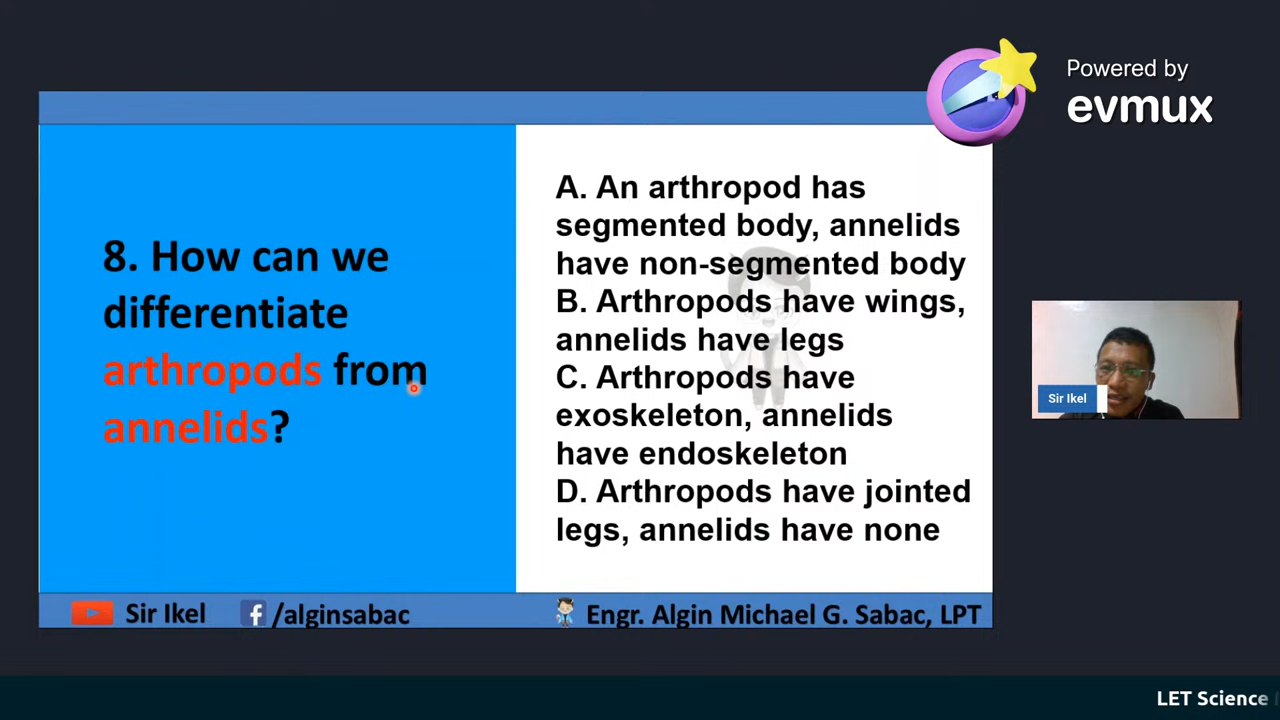 Powered by
evmux
8. How can we
differentiate
arthropods from
annelids?
A. An arthropod has
segmented body, annelids
have non-segmented body
B. Arthropods have wings,
annelids have legs
C. Arthropods have
exoskeleton, annelids
have endoskeleton
D. Arthropods have jointed
legs, annelids have none
Sir Ikel
Sir Ikel
/alginsabac
Engr. Algin Michael G. Sabac, LPT
LET Science